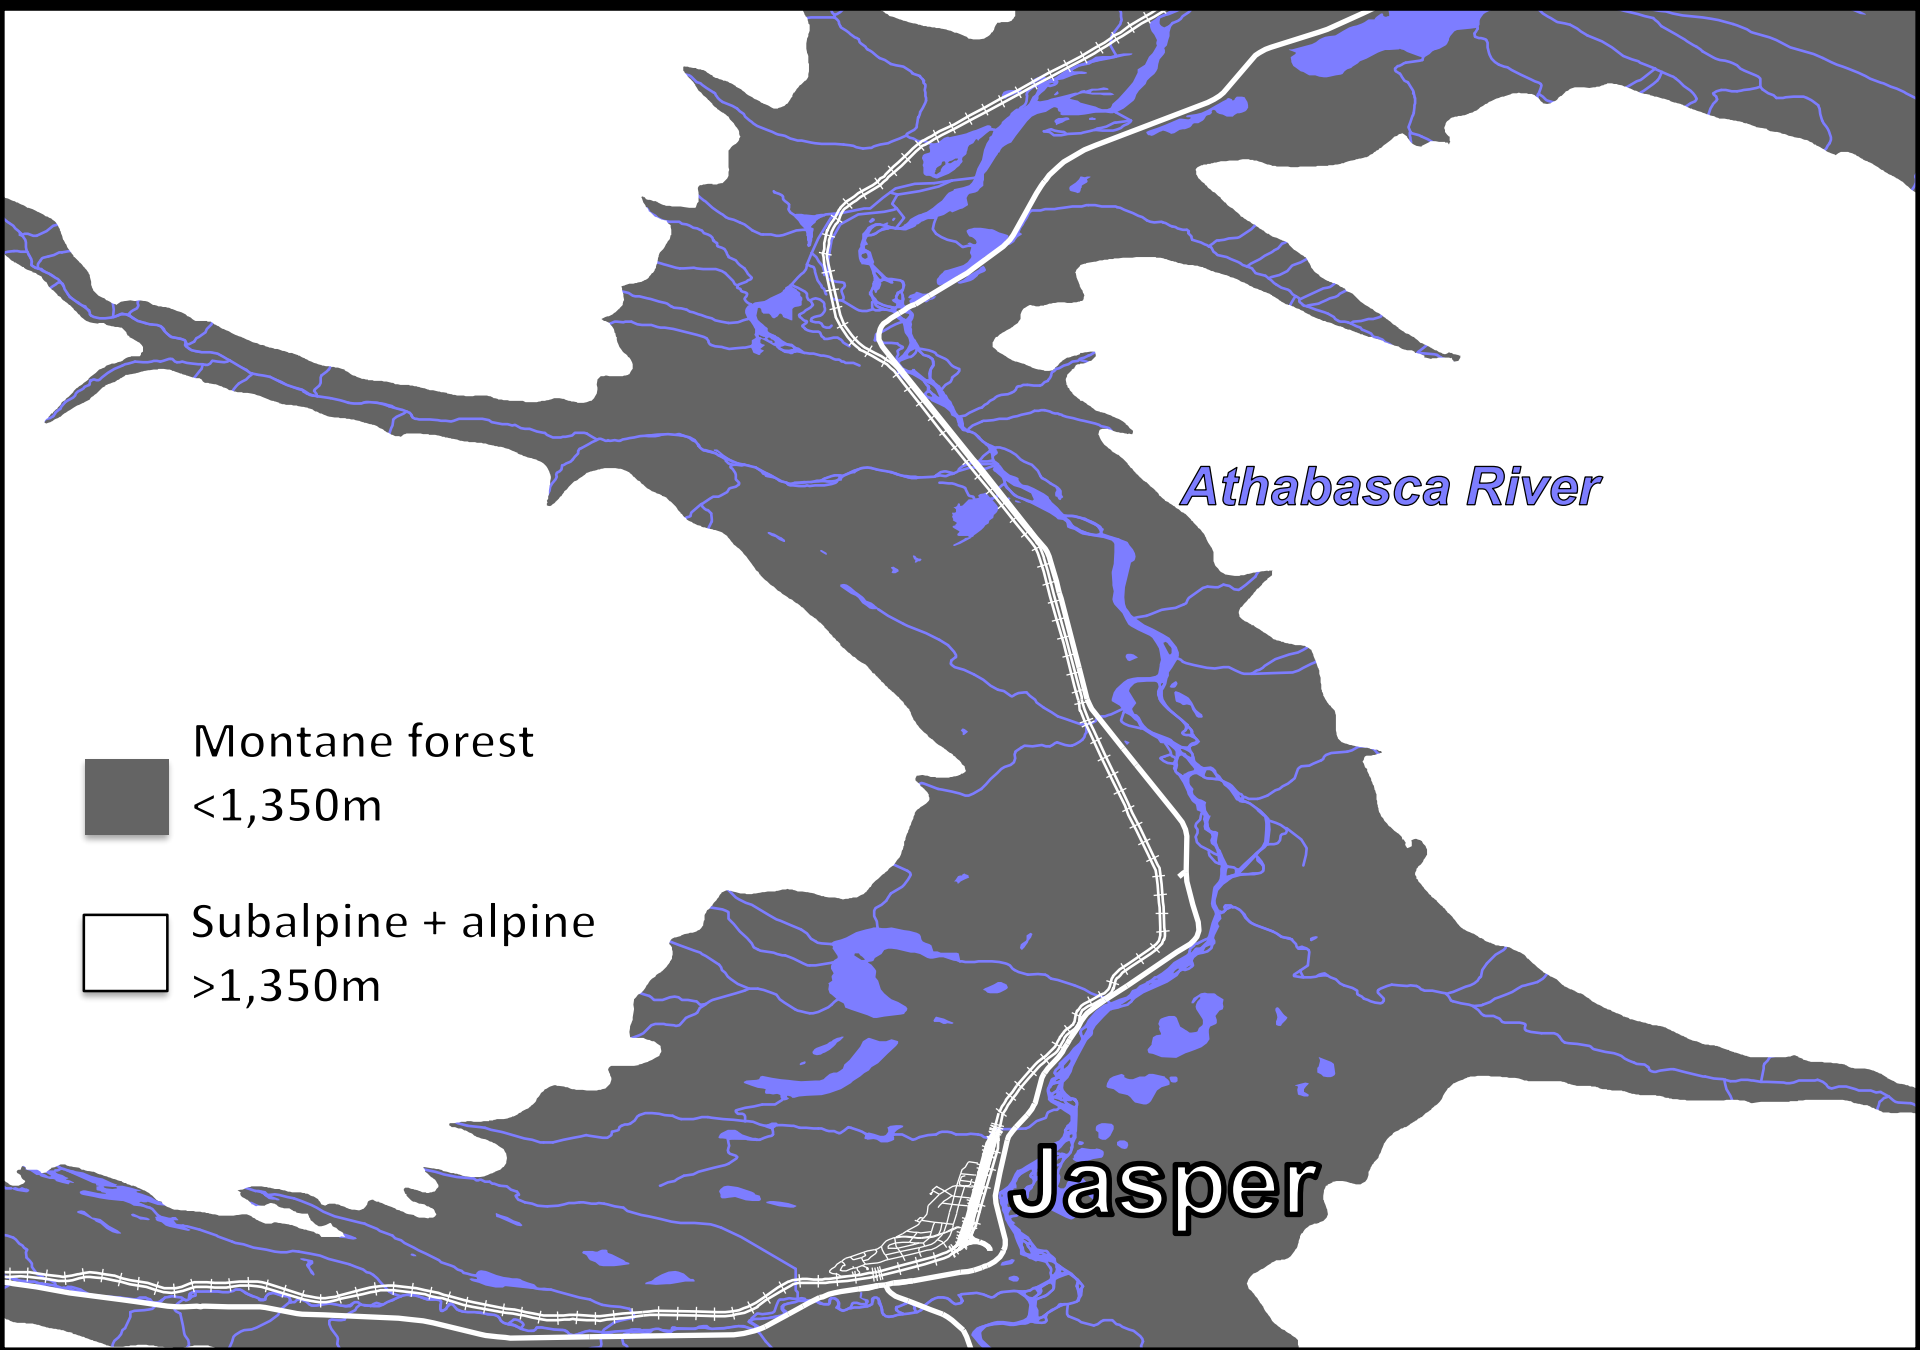 Athabasca River
Montane forest
<1,350m
Subalpine + alpine
>1,350m
Jasper